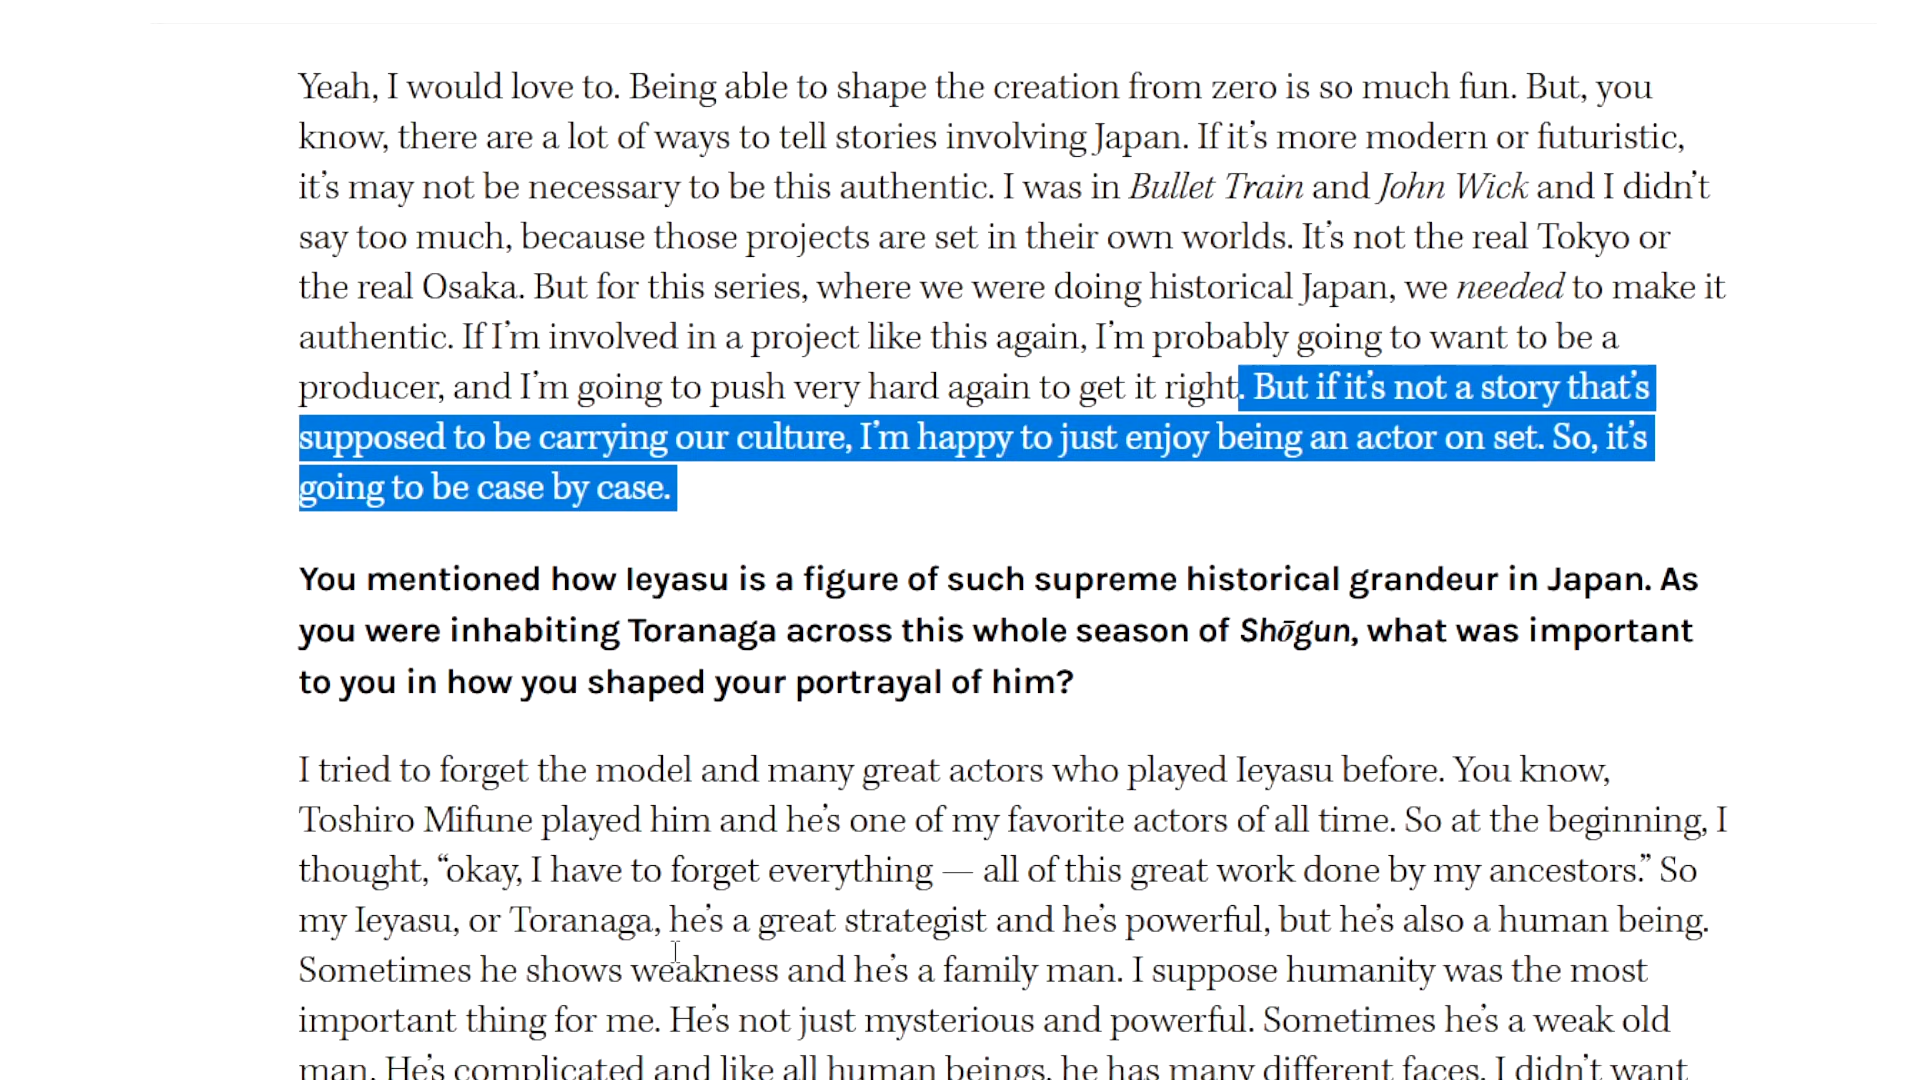 Yeah, I would love to. Being able to shape the creation from zero is so much fun. But, you
know, there are a lot of ways to tell stories involving Japan. If it’s more modern or futuristic,
it’s may not be necessary to be this authentic. I was in Bullet Train and John Wick and I didn’t
say too much, because those projects are set in their own worlds. It’s not the real Tokyo or
the real Osaka. But for this series, where we were doing historical Japan, we needed to make it
authentic. If I’m involved in a project like this again, I’m probably going to want to be a
producer, and I’m going to push very hard again to get it right. But if it’s not a story that’s
supposed to be carrying our culture, I’m happy to just enjoy being an actor on set. So, it’s
going to be case by case.
You mentioned how Ieyasu is a figure of such supreme historical grandeur in Japan. As
you were inhabiting Toranaga across this whole season of Shōgun, what was important
to you in how you shaped your portrayal of him?
I tried to forget the model and many great actors who played Ieyasu before. You know,
Toshiro Mifune played him and he’s one of my favorite actors of all time. So at the beginning, I
thought, “okay, I have to forget everything — all of this great work done by my ancestors.” So
my Ieyasu, or Toranaga, he’s a great strategist and he’s powerful, but he’s also a human being.
Sometimes he shows weakness and he’s a family man. I suppose humanity was the most
important thing for me. He’s not just mysterious and powerful. Sometimes he’s a weak old
man. He’s complicated and like all human beings, he has many different faces. I didn’t want